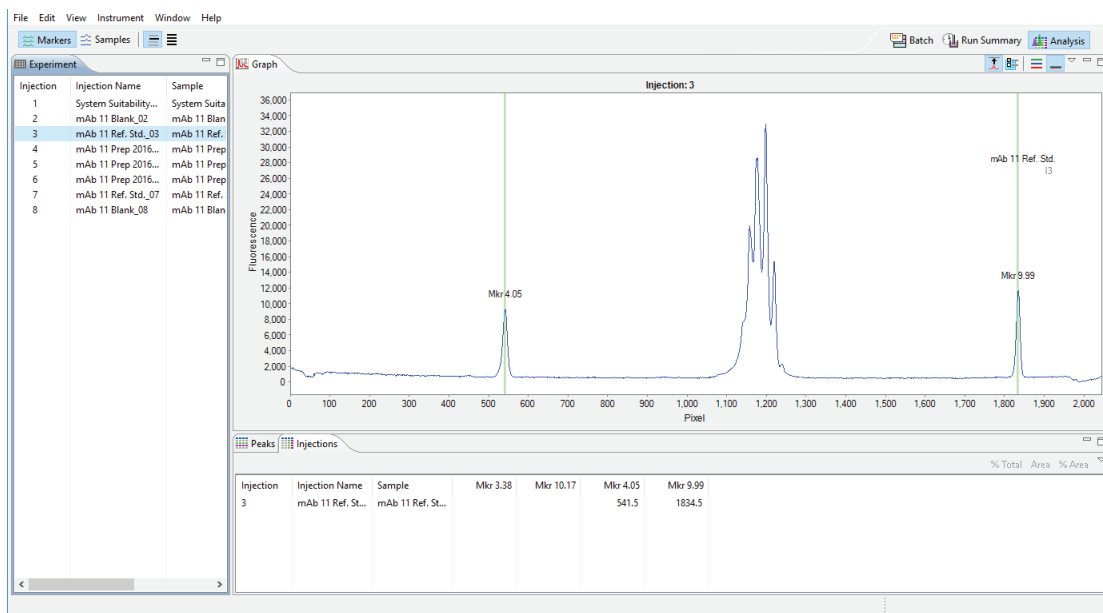 File Edit View Instrument Window Help
Markers Samples Batch Run Summary Analysis
Experiment
Injection Injection Name Sample
1 System Suitability... System Suita
2 mAb 11 Blank_02 mAb 11 Blan
3 mAb 11 Ref. Std._03 mAb 11 Ref.
4 mAb 11 Prep 2016... mAb 11 Prep
5 mAb 11 Prep 2016... mAb 11 Prep
6 mAb 11 Prep 2016... mAb 11 Prep
7 mAb 11 Ref. Std._07 mAb 11 Ref.
8 mAb 11 Blank_08 mAb 11 Blan
Graph
Injection: 3
36,000
34,000
32,000
30,000
28,000
26,000
24,000
22,000
20,000
18,000
16,000
14,000
12,000
10,000
8,000
6,000
4,000
2,000
0
Fluorescence
mAb 11 Ref. Std.
I3
Mkr 4.05
Mkr 9.99
0 100 200 300 400 500 600 700 800 900 1,000 1,100 1,200 1,300 1,400 1,500 1,600 1,700 1,800 1,900 2,000
Pixel
Peaks Injections
% Total Area % Area
Injection Injection Name Sample Mkr 3.38 Mkr 10.17 Mkr 4.05 Mkr 9.99
3 mAb 11 Ref. St... mAb 11 Ref. St... 541.5 1834.5